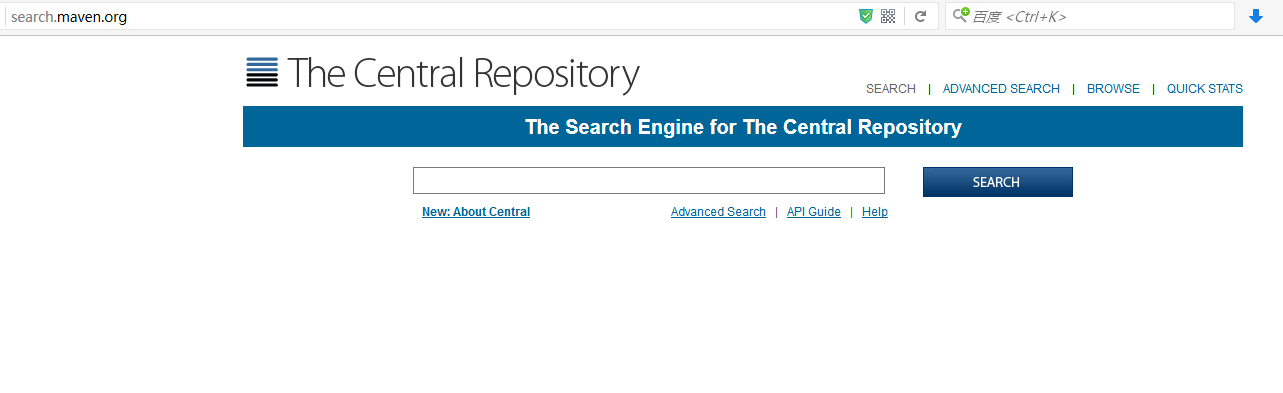 search.maven.org
百度 <Ctrl+K>
The Central Repository
SEARCH | ADVANCED SEARCH | BROWSE | QUICK STATS
The Search Engine for The Central Repository
SEARCH
New: About Central
Advanced Search | API Guide | Help